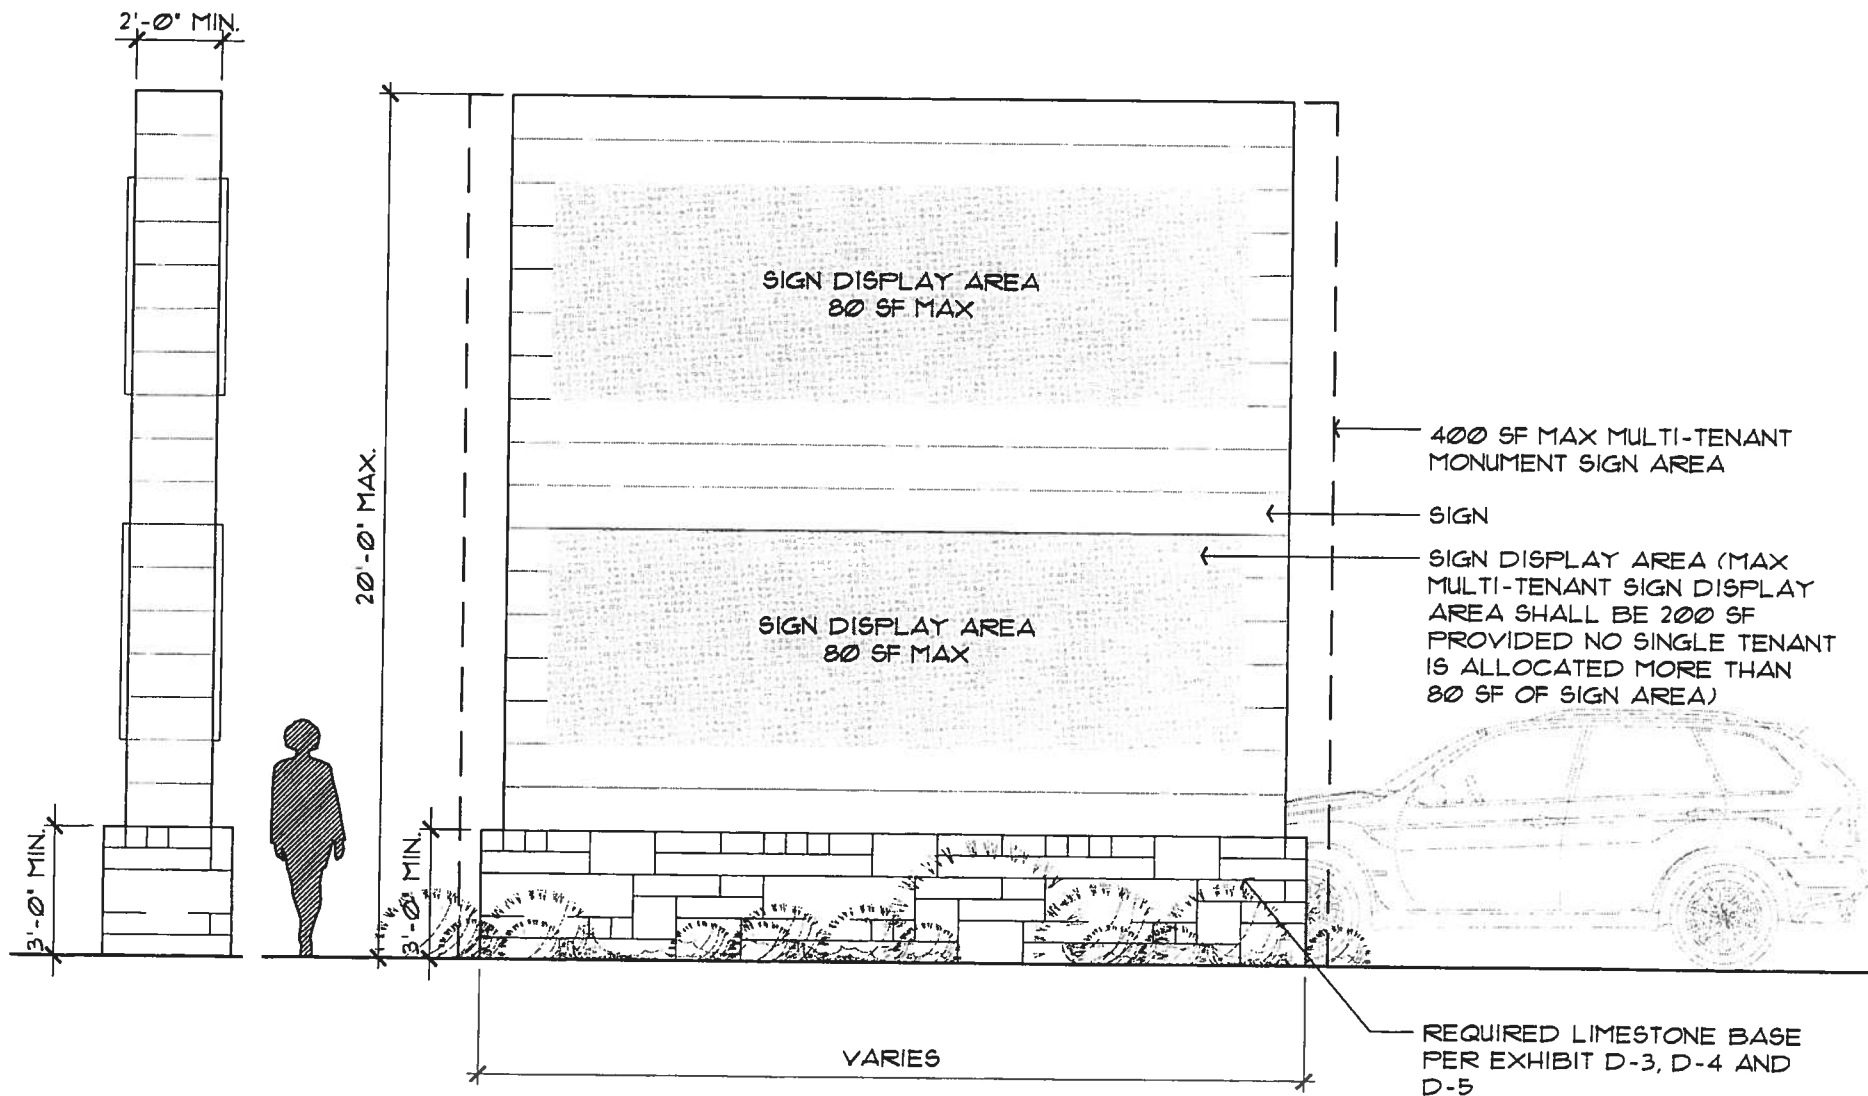 2'-0" MIN.
20'-0" MAX.
3'-0" MIN.
3'-0" MIN.
SIGN DISPLAY AREA
80 SF MAX
SIGN DISPLAY AREA
80 SF MAX
400 SF MAX MULTI-TENANT
MONUMENT SIGN AREA
SIGN
SIGN DISPLAY AREA (MAX
MULTI-TENANT SIGN DISPLAY
AREA SHALL BE 200 SF
PROVIDED NO SINGLE TENANT
IS ALLOCATED MORE THAN
80 SF OF SIGN AREA)
VARIES
REQUIRED LIMESTONE BASE
PER EXHIBIT D-3, D-4 AND
D-5